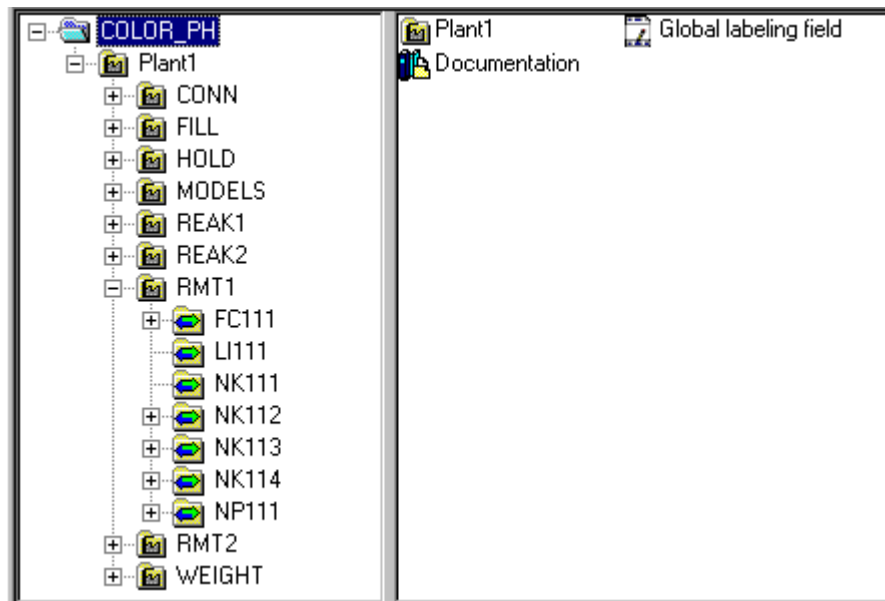 COLOR_PH
Plant1
CONN
FILL
HOLD
MODELS
REAK1
REAK2
RMT1
FC111
LI111
NK111
NK112
NK113
NK114
NP111
RMT2
WEIGHT
Plant1
Global labeling field
Documentation